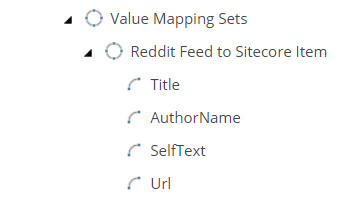 Value Mapping Sets
Reddit Feed to Sitecore Item
Title
AuthorName
SelfText
Url